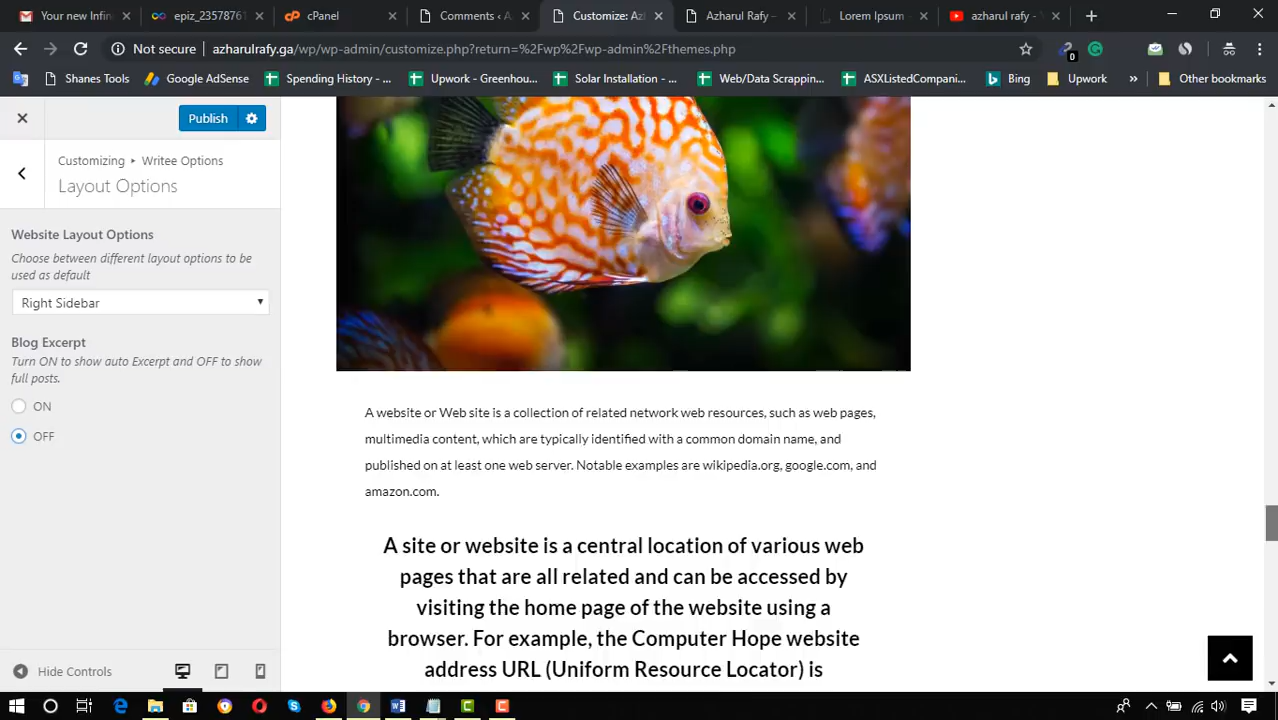 Your new Infin
epiz_23578761
cPanel
Comments ‹ A
Customize: Az
Azharul Rafy –
Lorem Ipsum -
azharul rafy -
Not secure
azharulrafy.ga/wp/wp-admin/customize.php?return=%2Fwp%2Fwp-admin%2Fthemes.php
0
Shanes Tools
Google AdSense
Spending History - ...
Upwork - Greenhou...
Solar Installation - ...
Web/Data Scrappin...
ASXListedCompani...
Bing
Upwork
»
Other bookmarks
Publish
Customizing ▸ Writee Options
Layout Options
Website Layout Options
Choose between different layout options to be
used as default
Right Sidebar
Blog Excerpt
Turn ON to show auto Excerpt and OFF to show
full posts.
ON
OFF
Hide Controls
A website or Web site is a collection of related network web resources, such as web pages,
multimedia content, which are typically identified with a common domain name, and
published on at least one web server. Notable examples are wikipedia.org, google.com, and
amazon.com.
A site or website is a central location of various web
pages that are all related and can be accessed by
visiting the home page of the website using a
browser. For example, the Computer Hope website
address URL (Uniform Resource Locator) is